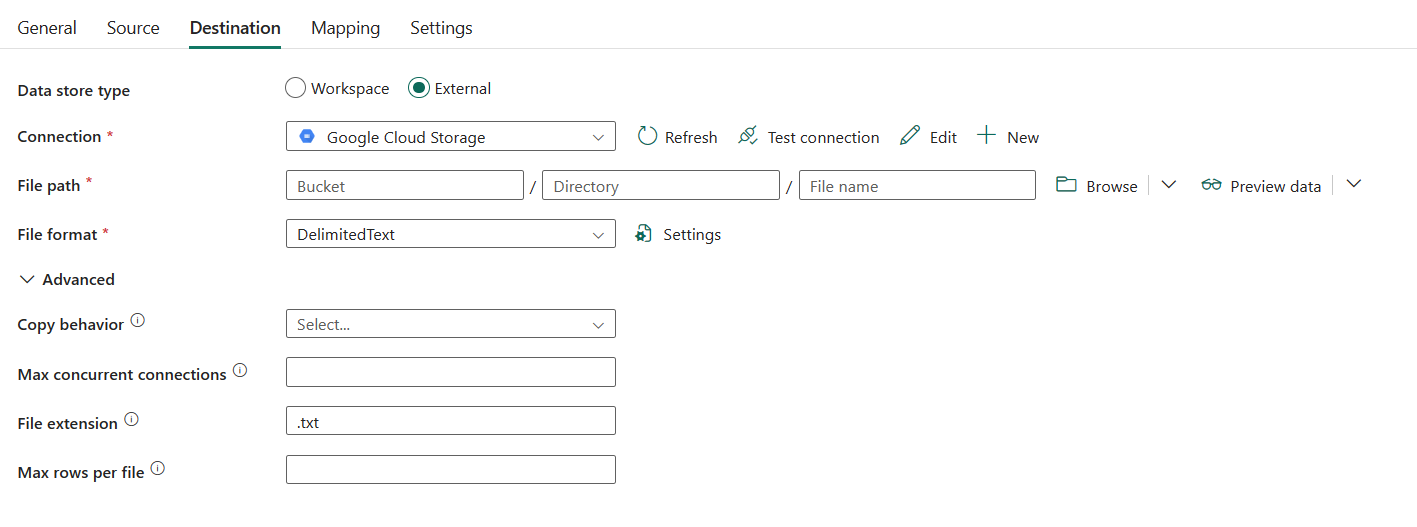 General Source Destination Mapping Settings
Data store type Workspace External
Connection * Google Cloud Storage Refresh Test connection Edit New
File path * Bucket / Directory / File name Browse Preview data
File format * DelimitedText Settings
Advanced
Copy behavior Select...
Max concurrent connections
File extension .txt
Max rows per file